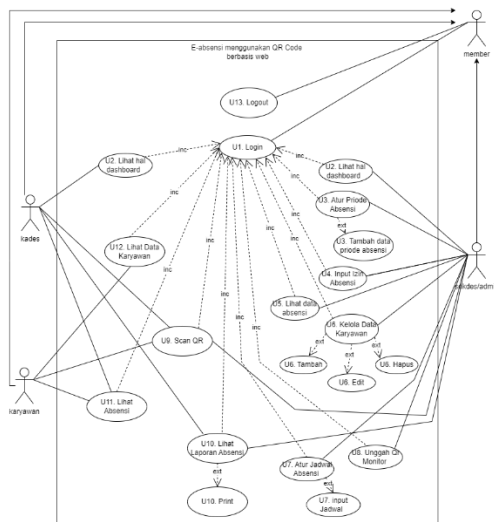 member
E-absensi menggunakan QR Code
berbasis web
U13. Logout
U1. Login
inc
inc
U2. Lihat hal
dashboard
U2. Lihat hal
dashboard
inc
inc
U3. Atur Priode
Absensi
kades
inc
inc
ext
U12. Lihat Data
Karyawan
inc
U3. Tambah data
priode absensi
sekdes/admin
inc
U4. Input Izin
Absensi
inc
inc
U5. Lihat data
absensi
inc
inc
U6. Kelola Data
Karyawan
U9. Scan QR
ext
ext
ext
U6. Tambah
U6. Hapus
U6. Edit
karyawan
U11. Lihat
Absensi
U10. Lihat
Laporan Absensi
U8. Unggah Qr
Monitor
U7. Atur Jadwal
Absensi
ext
ext
U10. Print
U7. input
Jadwal